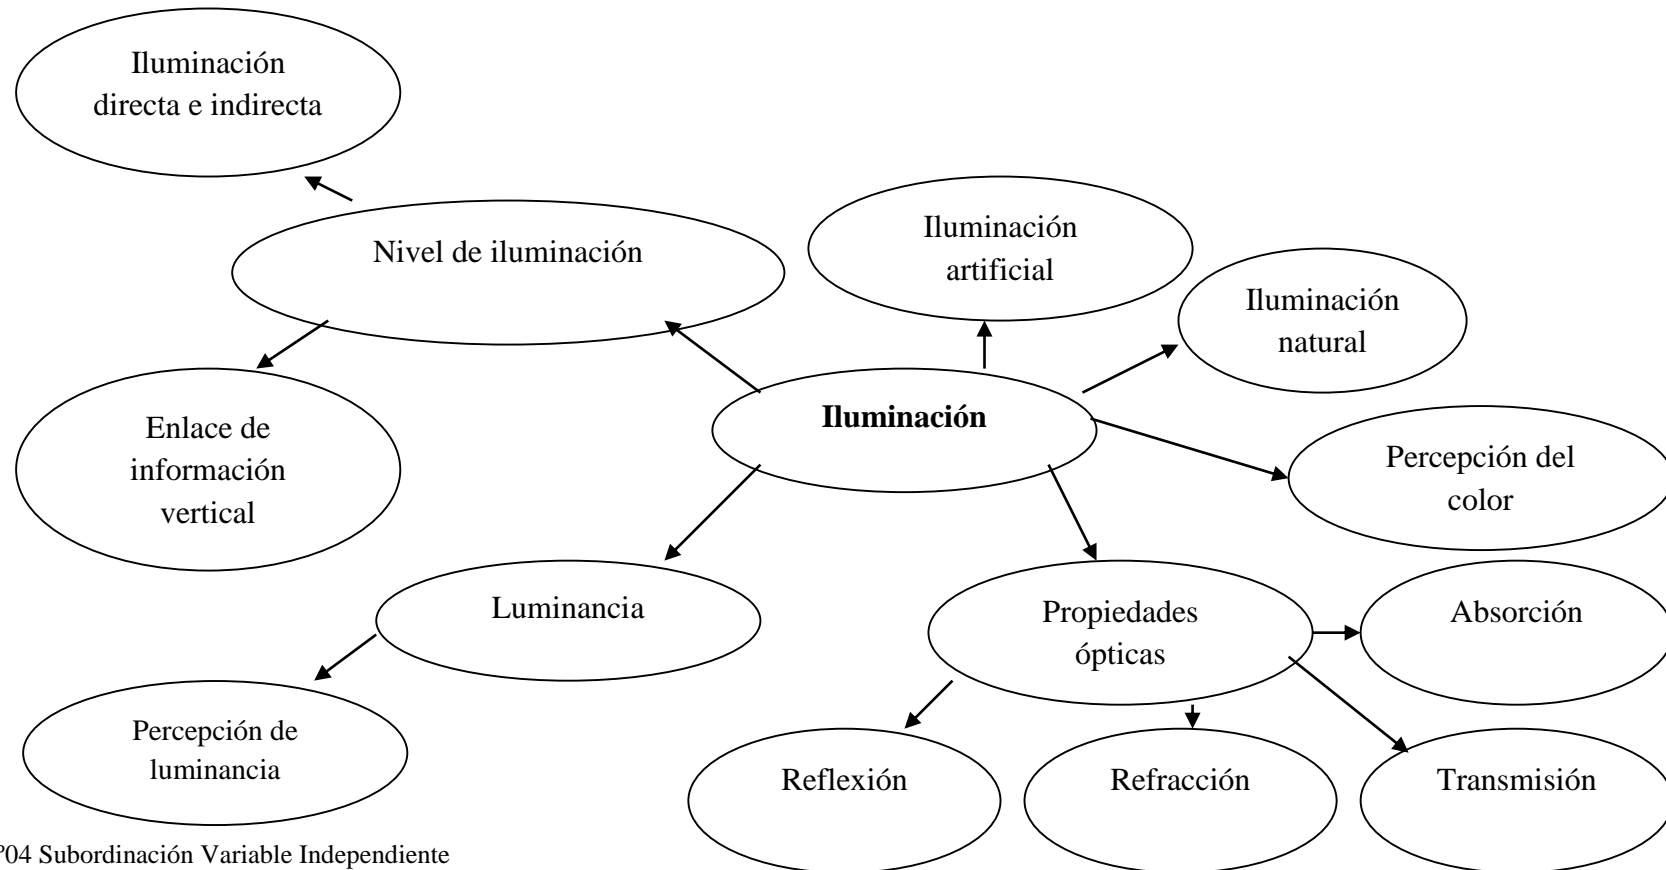 Iluminación
directa e indirecta
Nivel de iluminación
Iluminación
artificial
Iluminación
natural
Enlace de
información
vertical
Iluminación
Percepción del
color
Luminancia
Propiedades
ópticas
Absorción
Percepción de
luminancia
Reflexión
Refracción
Transmisión
º04 Subordinación Variable Independiente